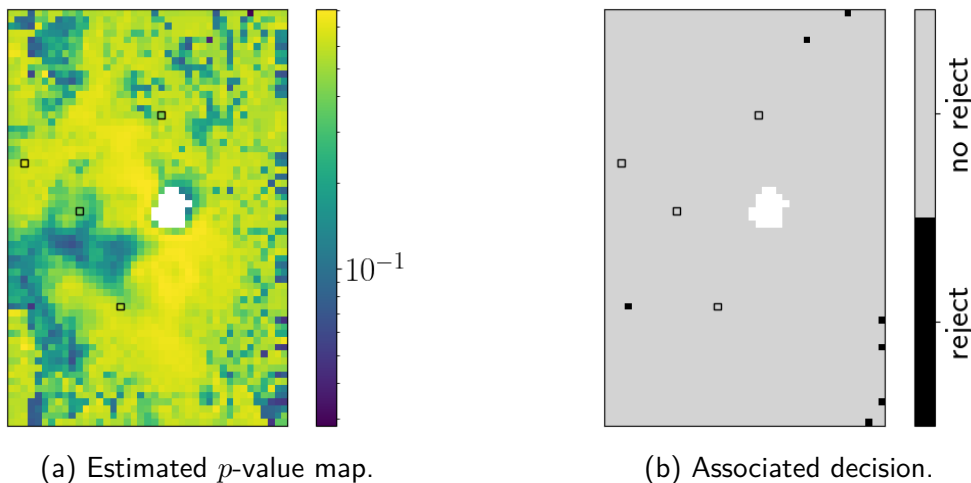 10⁻¹
no reject
reject
(a) Estimated p-value map.
(b) Associated decision.